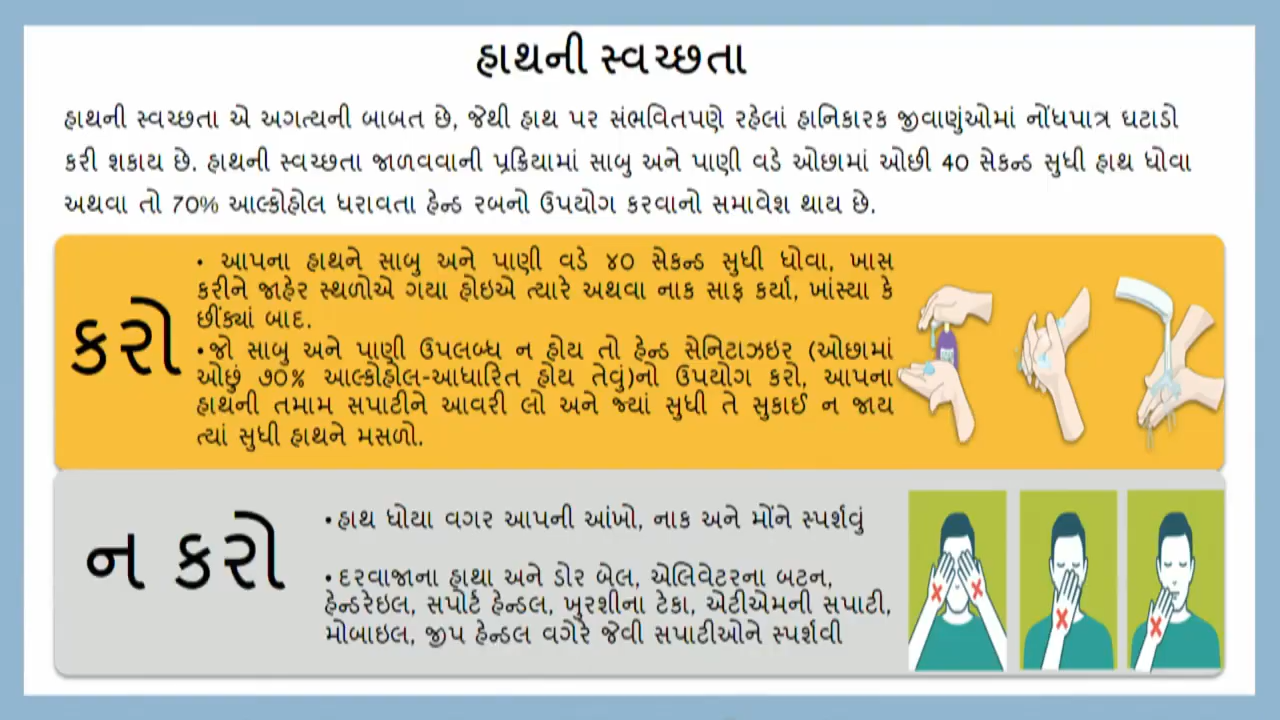 હાથની સ્વચ્છતા
હાથની સ્વચ્છતા એ અગત્યની બાબત છે, જેથી હાથ પર સંભવિતપણે રહેલાં હાનિકારક જીવાણુંઓમાં નોંધપાત્ર ઘટાડો
કરી શકાય છે. હાથની સ્વચ્છતા જાળવવાની પ્રક્રિયામાં સાબુ અને પાણી વડે ઓછામાં ઓછી 40 સેકન્ડ સુધી હાથ ધોવા
અથવા તો 70% આલ્કોહોલ ધરાવતા હેન્ડ રબનો ઉપયોગ કરવાનો સમાવેશ થાય છે.
કરો
• આપના હાથને સાબુ અને પાણી વડે ૪૦ સેકન્ડ સુધી ધોવા, ખાસ
કરીને જાહેર સ્થળોએ ગયા હોઇએ ત્યારે અથવા નાક સાફ કર્યા, ખાંસ્યા કે
છીંક્યાં બાદ.
•જો સાબુ અને પાણી ઉપલબ્ધ ન હોય તો હેન્ડ સેનિટાઝઇર (ઓછામાં
ઓછું ૭૦% આલ્કોહોલ-આધારિત હોય તેવું)નો ઉપયોગ કરો, આપના
હાથની તમામ સપાટીને આવરી લો અને જ્યાં સુધી તે સુકાઈ ન જાય
ત્યાં સુધી હાથને મસળો.
ન કરો
•હાથ ધોયા વગર આપની આંખો, નાક અને મોંને સ્પર્શવું
•દરવાજાના હાથા અને ડોર બેલ, એલિવેટરના બટન,
હેન્ડરેઇલ, સપોર્ટ હેન્ડલ, ખુરશીના ટેકા, એટીએમની સપાટી,
મોબાઇલ, જીપ હેન્ડલ વગેરે જેવી સપાટીઓને સ્પર્શવી